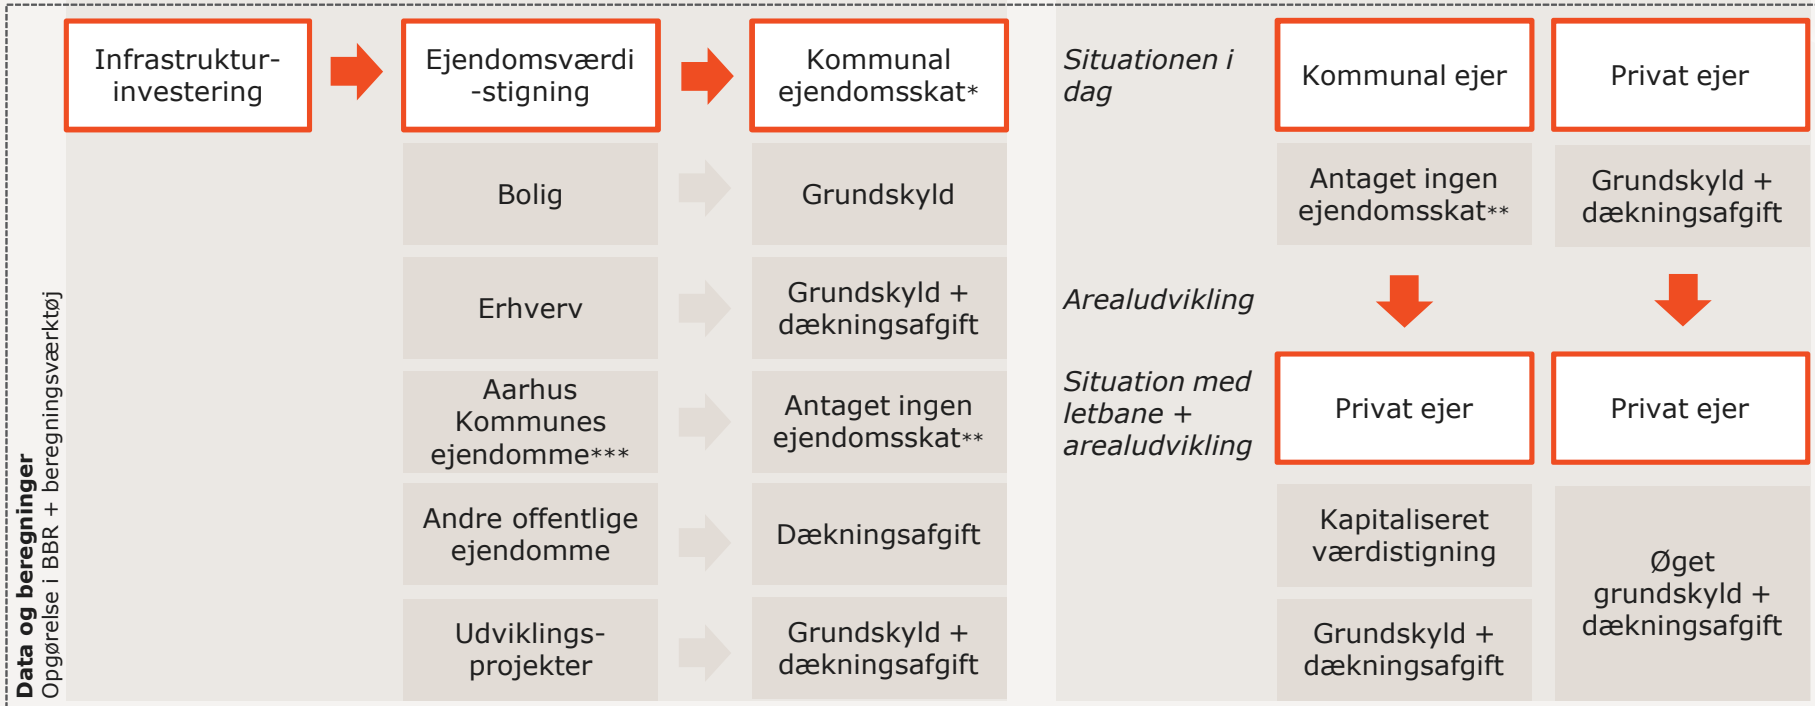 Data og beregninger
Opgørelse i BBR + beregningsværktøj
Infrastruktur-
investering
Ejendomsværdi
-stigning
Kommunal
ejendomsskat*
Bolig
Grundskyld
Erhverv
Grundskyld +
dækningsafgift
Aarhus
Kommunes
ejendomme***
Antaget ingen
ejendomsskat**
Andre offentlige
ejendomme
Dækningsafgift
Udviklings-
projekter
Grundskyld +
dækningsafgift
Situationen i
dag
Kommunal ejer
Privat ejer
Antaget ingen
ejendomsskat**
Grundskyld +
dækningsafgift
Arealudvikling
Situation med
letbane +
arealudvikling
Privat ejer
Privat ejer
Kapitaliseret
værdistigning
Grundskyld +
dækningsafgift
Øget
grundskyld +
dækningsafgift